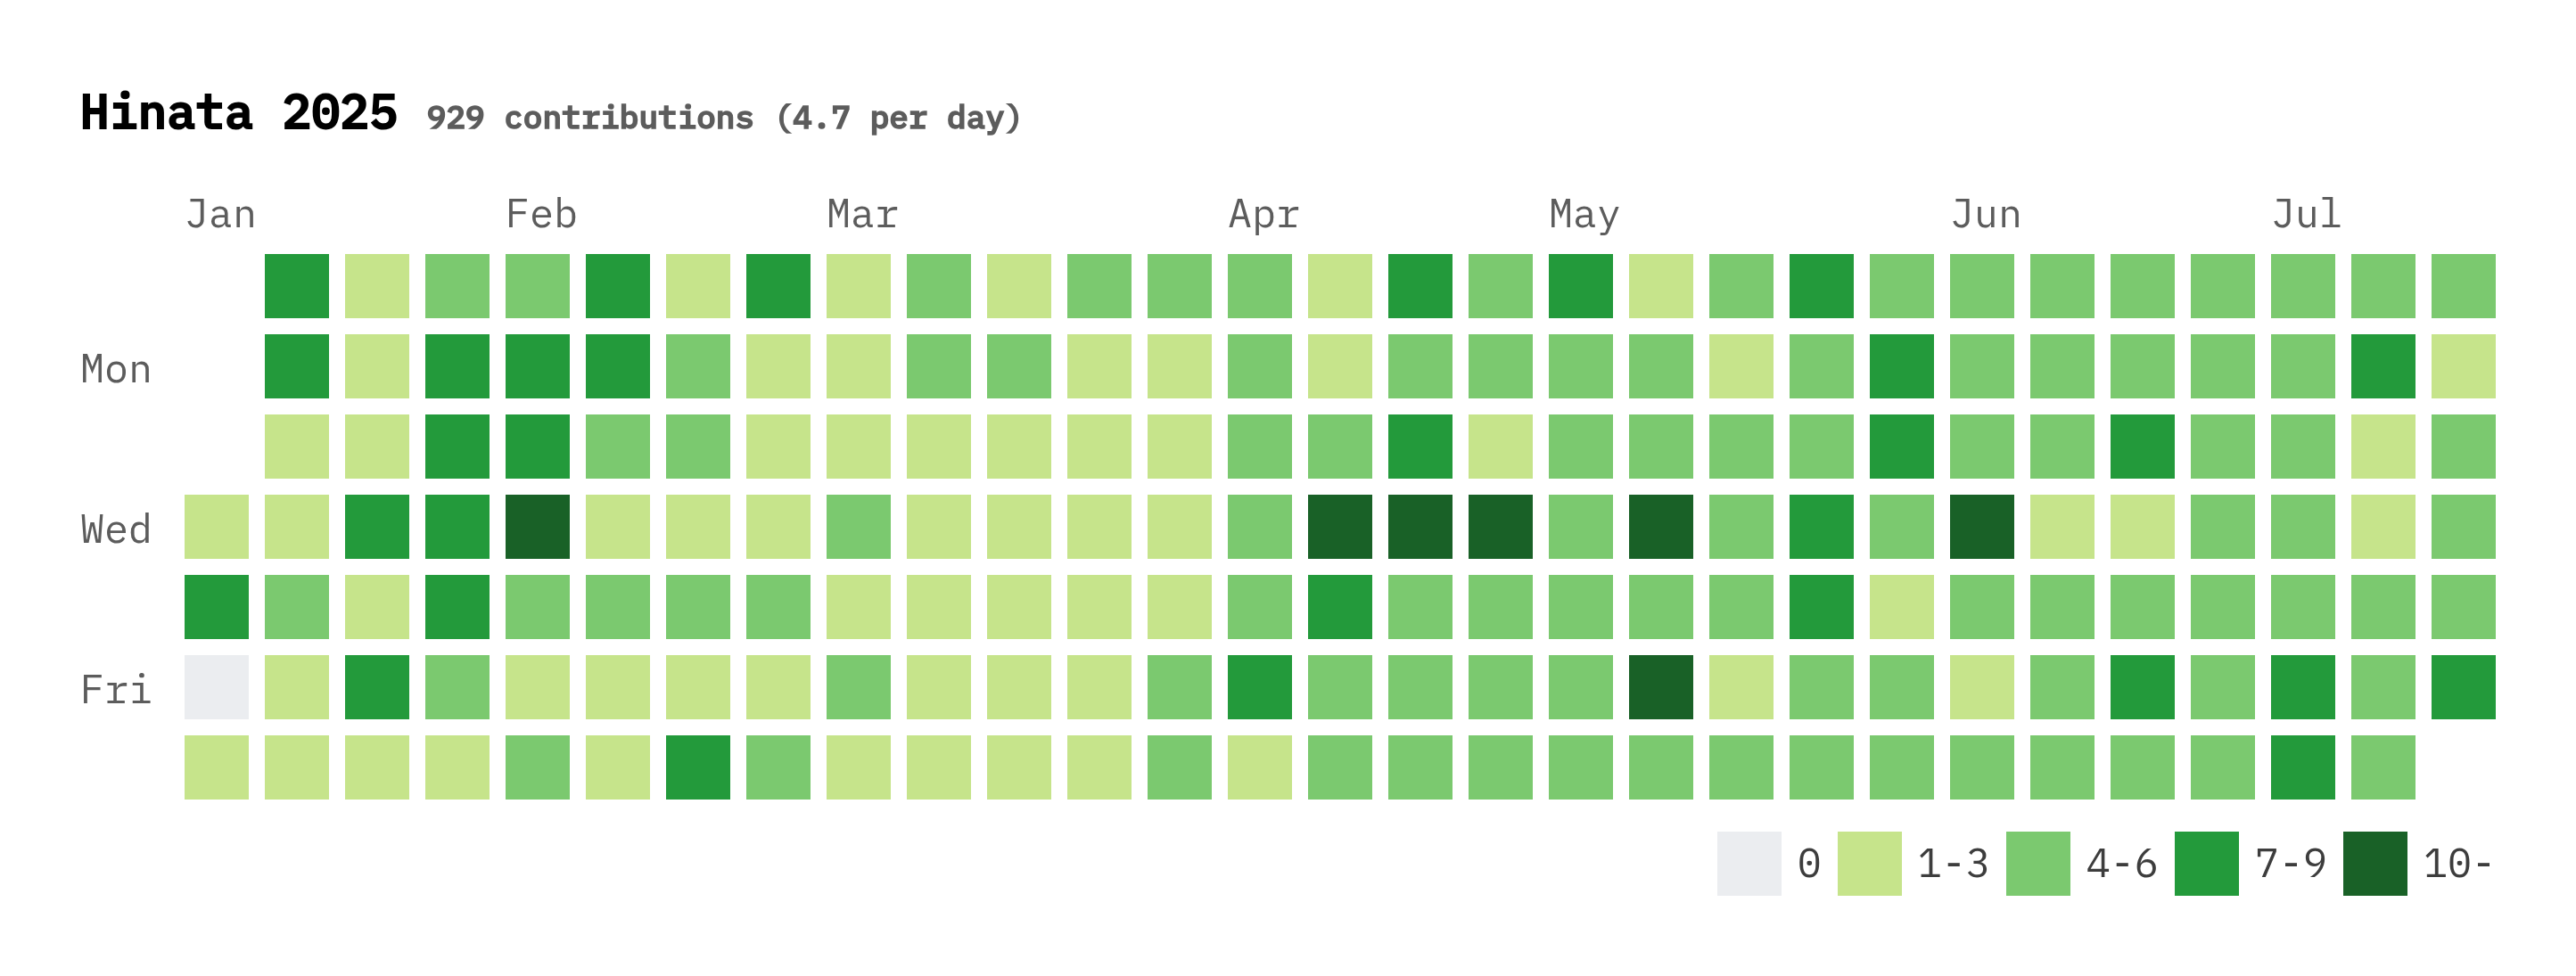 Hinata 2025 929 contributions (4.7 per day)
Jan Feb Mar Apr May Jun Jul
Mon
Wed
Fri
0 1-3 4-6 7-9 10-